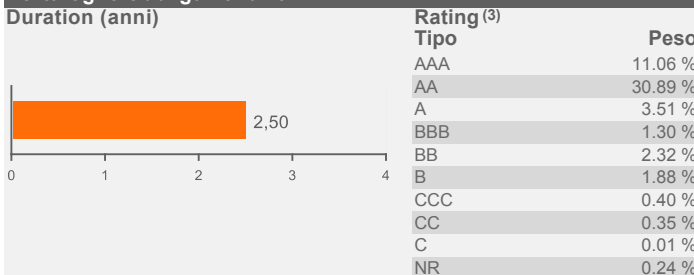 Duration (anni)
2,50
0 1 2 3 4
Rating (3)
Tipo Peso
AAA 11.06 %
AA 30.89 %
A 3.51 %
BBB 1.30 %
BB 2.32 %
B 1.88 %
CCC 0.40 %
CC 0.35 %
C 0.01 %
NR 0.24 %